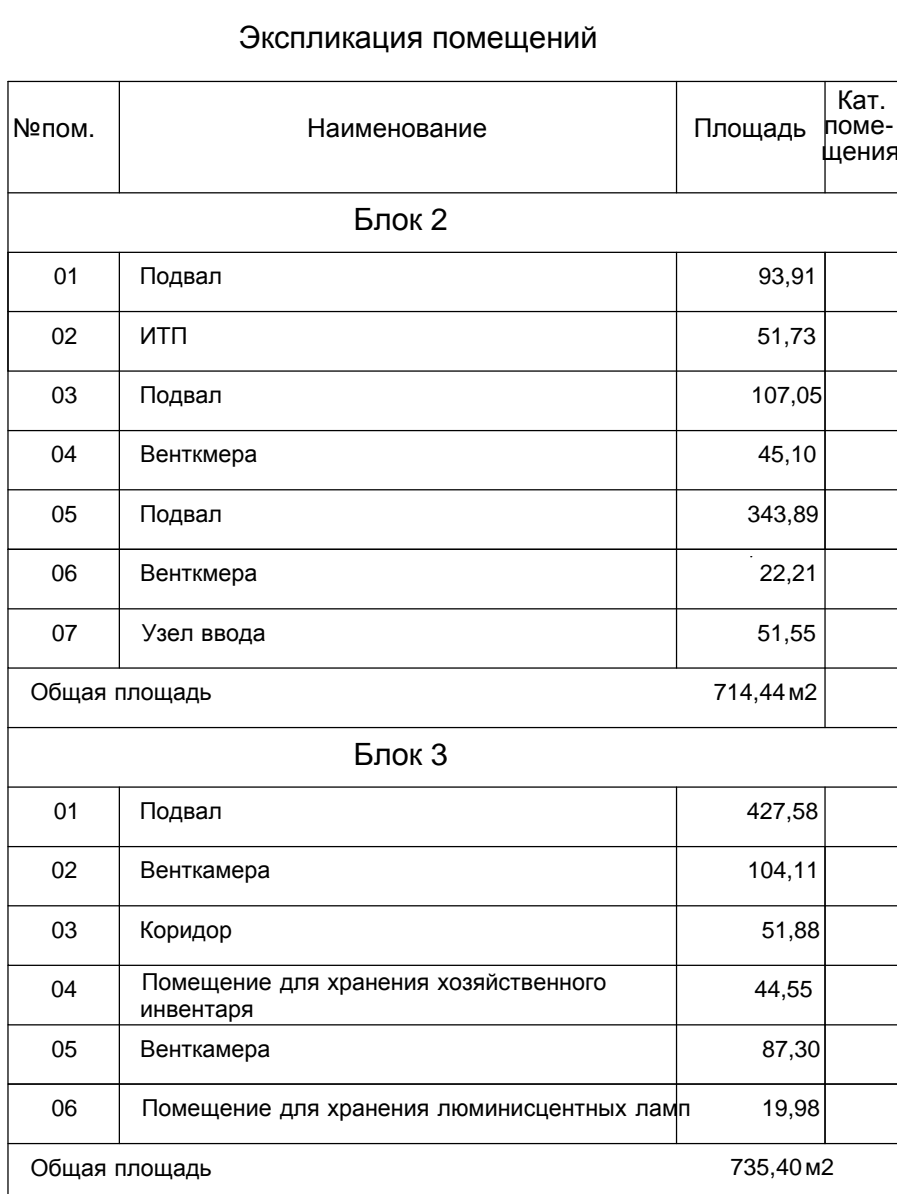 Экспликация помещений
№пом. Наименование Площадь Кат. поме- щения
Блок 2
01 Подвал 93,91
02 ИТП 51,73
03 Подвал 107,05
04 Венткмера 45,10
05 Подвал 343,89
06 Венткмера 22,21
07 Узел ввода 51,55
Общая площадь 714,44 м2
Блок 3
01 Подвал 427,58
02 Венткамера 104,11
03 Коридор 51,88
04 Помещение для хранения хозяйственного
инвентаря 44,55
05 Венткамера 87,30
06 Помещение для хранения люминисцентных ламп 19,98
Общая площадь 735,40 м2